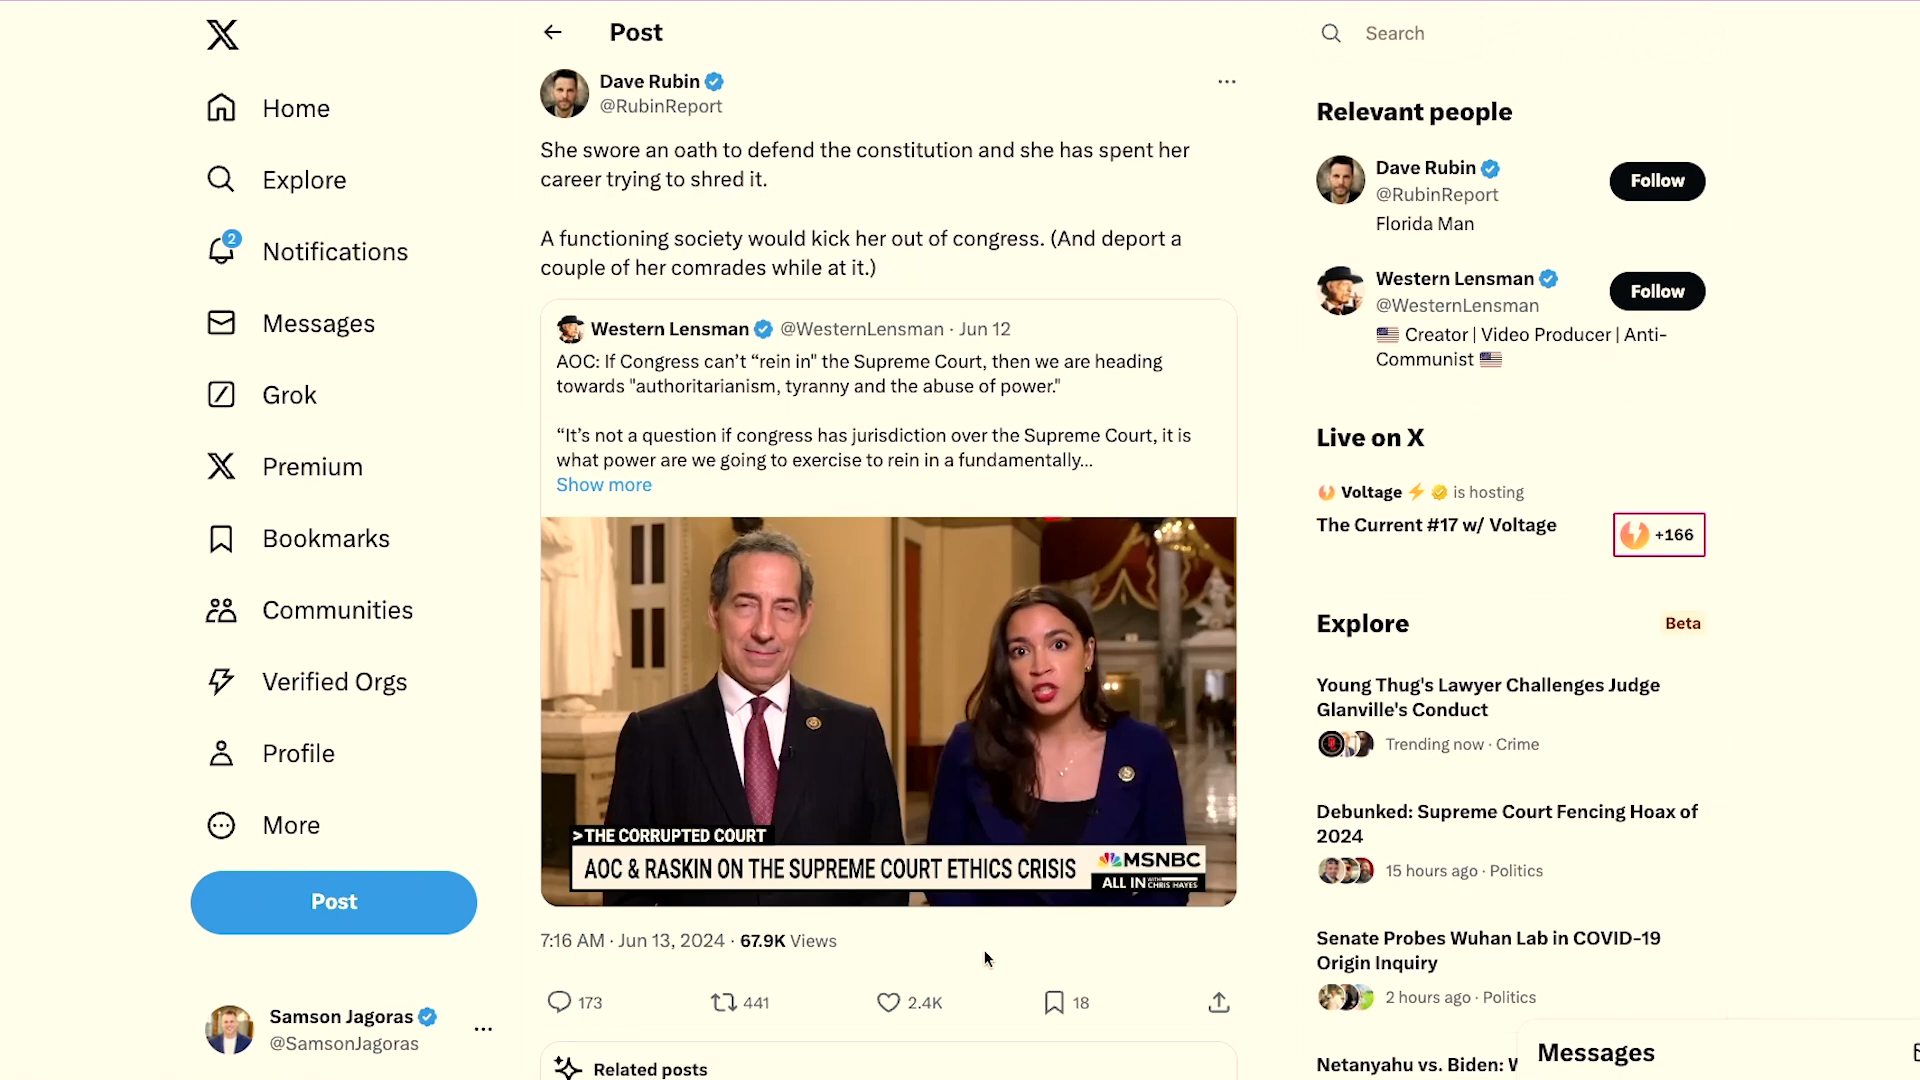 Home
Explore
2
Notifications
Messages
Grok
Premium
Bookmarks
Communities
Verified Orgs
Profile
More
Post
Samson Jagoras
@SamsonJagoras
Post
Dave Rubin
@RubinReport
She swore an oath to defend the constitution and she has spent her
career trying to shred it.
A functioning society would kick her out of congress. (And deport a
couple of her comrades while at it.)
Western Lensman @WesternLensman · Jun 12
AOC: If Congress can’t “rein in" the Supreme Court, then we are heading
towards "authoritarianism, tyranny and the abuse of power."
“It’s not a question if congress has jurisdiction over the Supreme Court, it is
what power are we going to exercise to rein in a fundamentally...
Show more
>THE CORRUPTED COURT
AOC & RASKIN ON THE SUPREME COURT ETHICS CRISIS
MSNBC
ALL IN WITH CHRIS HAYES
7:16 AM · Jun 13, 2024 · 67.9K Views
173 441 2.4K 18
Related posts
Search
Relevant people
Dave Rubin
@RubinReport
Follow
Florida Man
Western Lensman
@WesternLensman
Follow
Creator | Video Producer | Anti-
Communist
Live on X
Voltage is hosting
The Current #17 w/ Voltage
+166
Explore
Beta
Young Thug's Lawyer Challenges Judge
Glanville's Conduct
Trending now · Crime
Debunked: Supreme Court Fencing Hoax of
2024
15 hours ago · Politics
Senate Probes Wuhan Lab in COVID-19
Origin Inquiry
2 hours ago · Politics
Netanyahu vs. Biden:
Messages